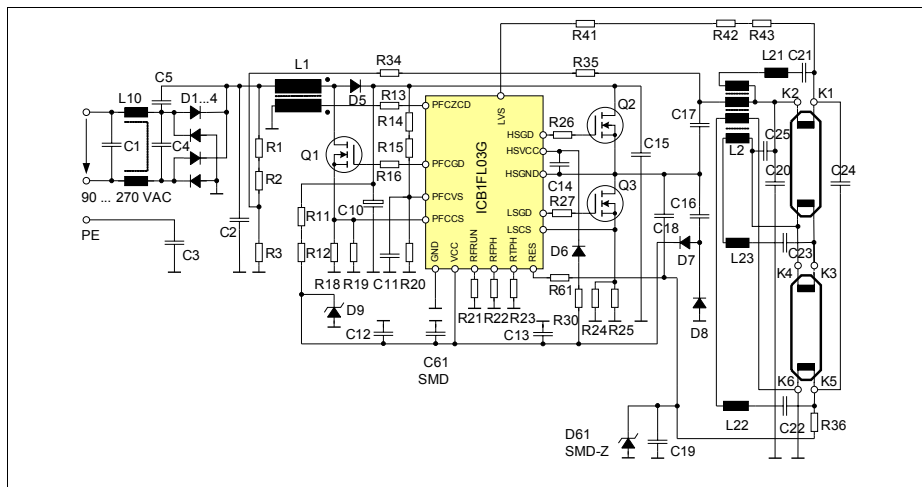 R41
R42
R43
L21
C21
L1
R34
R35
C5
L10
D1...4
D5
R13
PFCZCD
LVS
Q2
K2
K1
C17
R14
HSGD
R26
C1
C4
R1
Q1
R15
ICB1FL03G
HSVCC
C15
L2
C25
PFCGD
C14
C20
C24
R2
R16
HSGND
Q3
90 ... 270 VAC
PFCVS
R27
C16
LSGD
C18
PE
C10
R11
PFCCS
LSCS
C2
C3
R3
R12
GND
VCC
RFRUN
RFPH
RTPH
RES
D6
D7
L23
C23
K4
K3
R18
R19
C11
R20
R61
D9
R21
R22
R23
R30
R24
R25
D8
C12
C61
SMD
C13
K6
K5
L22
C22
R36
D61
SMD-Z
C19